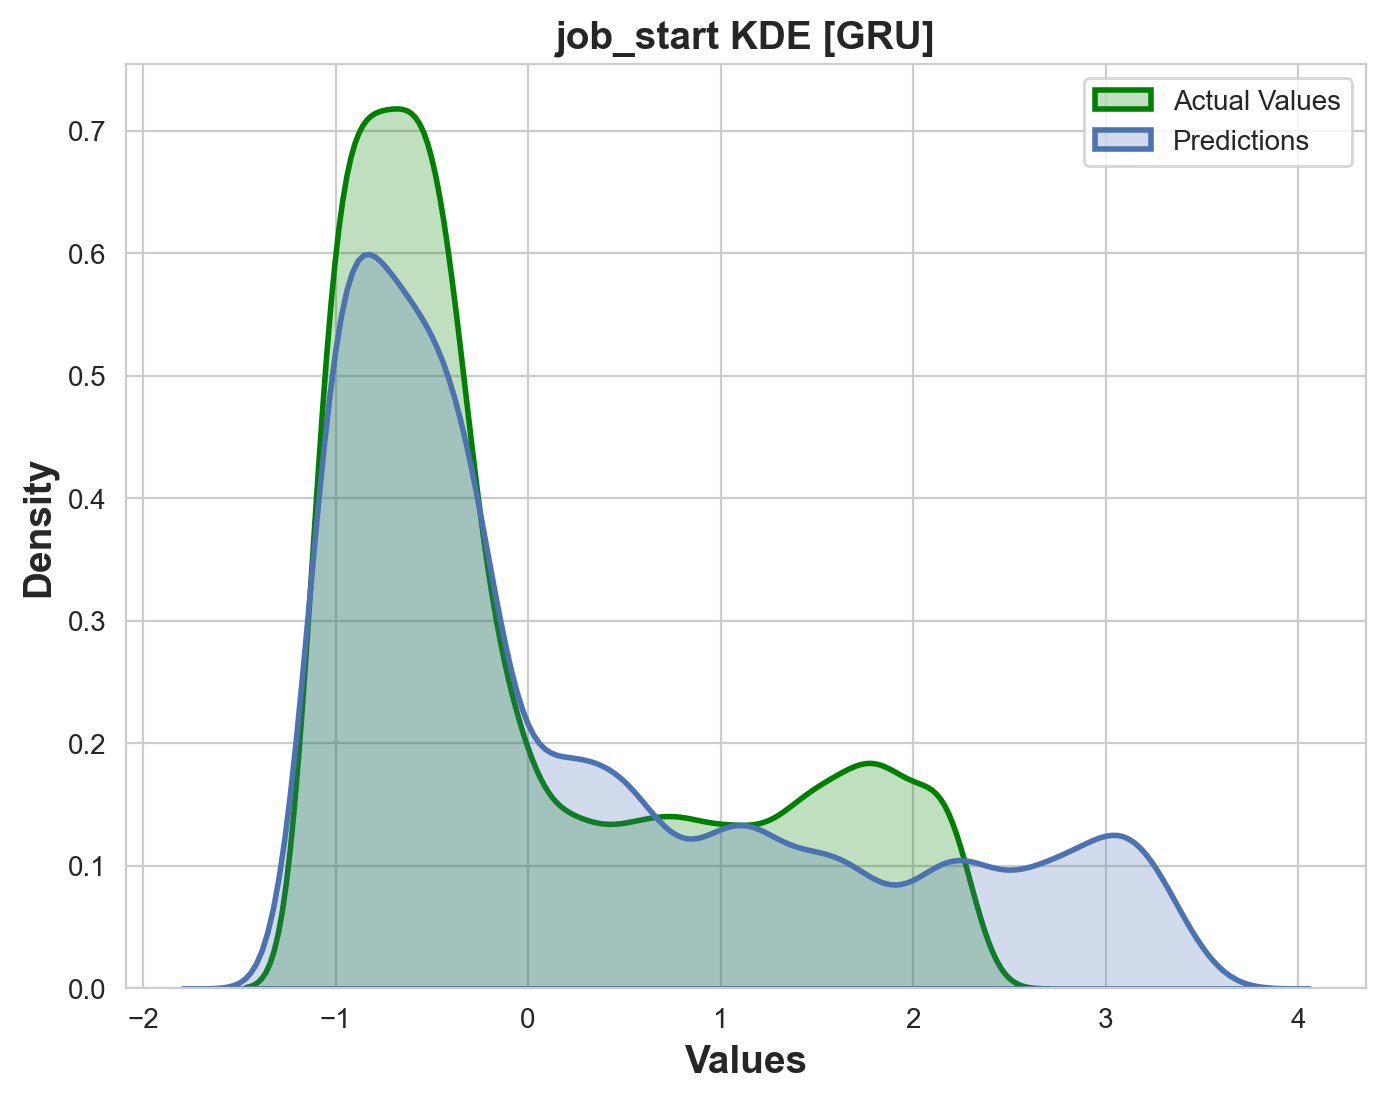 job_start KDE [GRU]
Actual Values
Predictions
Density
0.7
0.6
0.5
0.4
0.3
0.2
0.1
0.0
−2 −1 0 1 2 3 4
Values